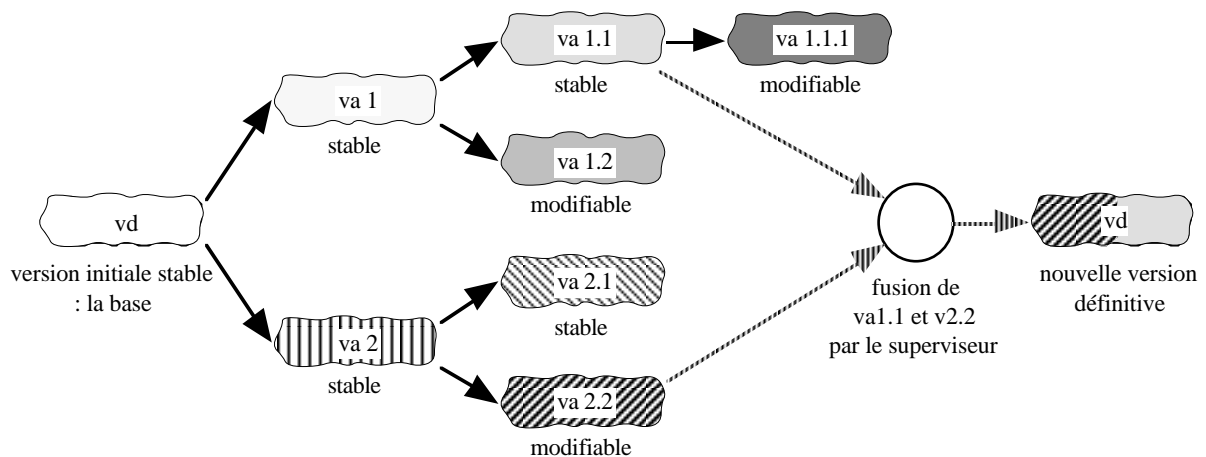 va 1.1
stable
va 1.1.1
modifiable
va 1
stable
va 1.2
modifiable
vd
version initiale stable
: la base
va 2.1
stable
va 2
stable
va 2.2
modifiable
fusion de
va1.1 et v2.2
par le superviseur
vd
nouvelle version
définitive